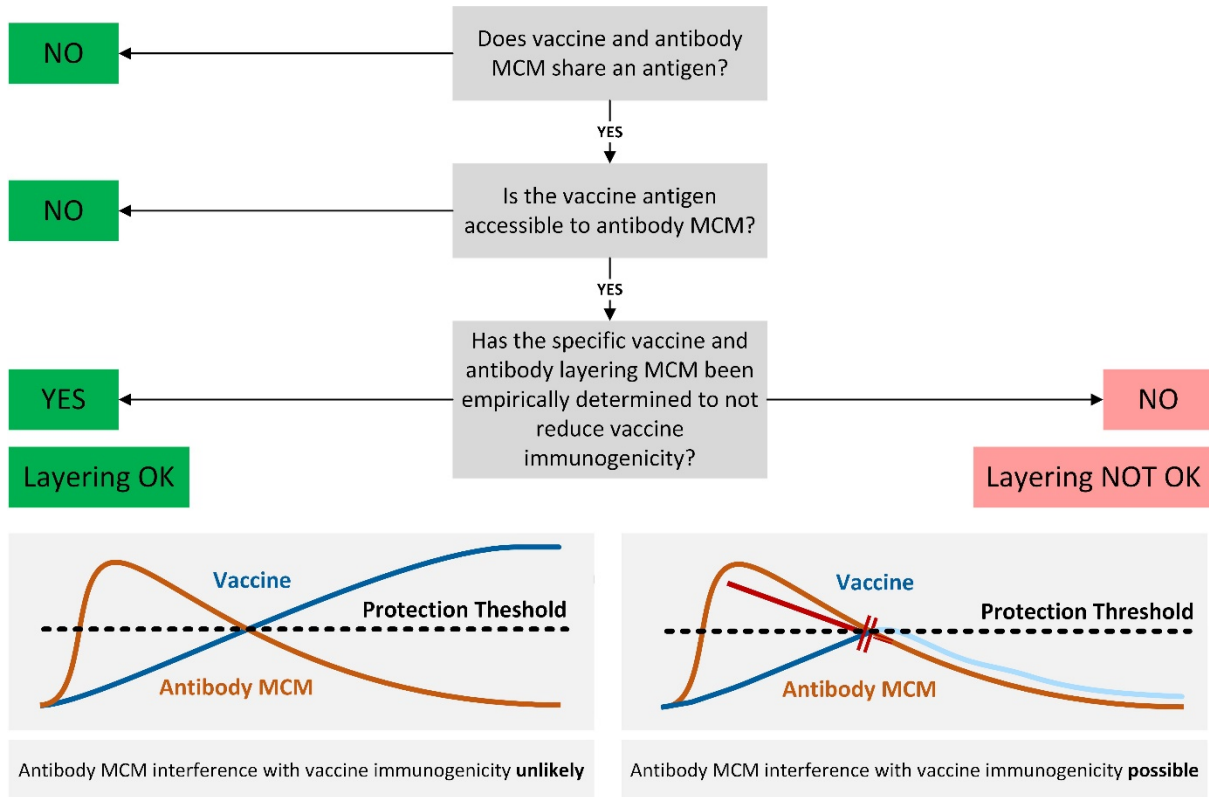 NO
Does vaccine and antibody
MCM share an antigen?
YES
NO
Is the vaccine antigen
accessible to antibody MCM?
YES
YES
Has the specific vaccine and
antibody layering MCM been
empirically determined to not
reduce vaccine
immunogenicity?
NO
Layering OK
Layering NOT OK
Vaccine
Protection Theshold
Antibody MCM
Vaccine
Protection Threshold
Antibody MCM
Antibody MCM interference with vaccine immunogenicity unlikely
Antibody MCM interference with vaccine immunogenicity possible